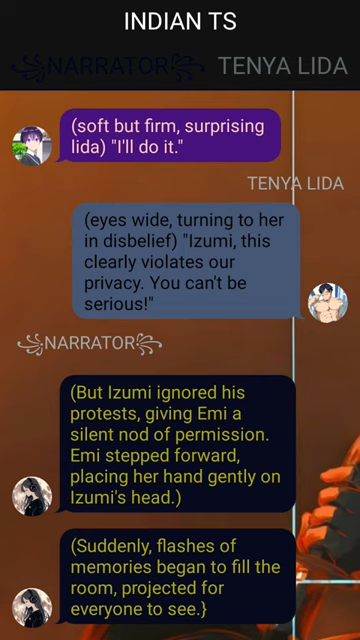 INDIAN TS
꧁NARRATOR꧂ TENYA LIDA
(soft but firm, surprising
lida) "I'll do it."
TENYA LIDA
(eyes wide, turning to her
in disbelief) "Izumi, this
clearly violates our
privacy. You can't be
serious!"
꧁NARRATOR꧂
(But Izumi ignored his
protests, giving Emi a
silent nod of permission.
Emi stepped forward,
placing her hand gently on
Izumi's head.)
(Suddenly, flashes of
memories began to fill the
room, projected for
everyone to see.}